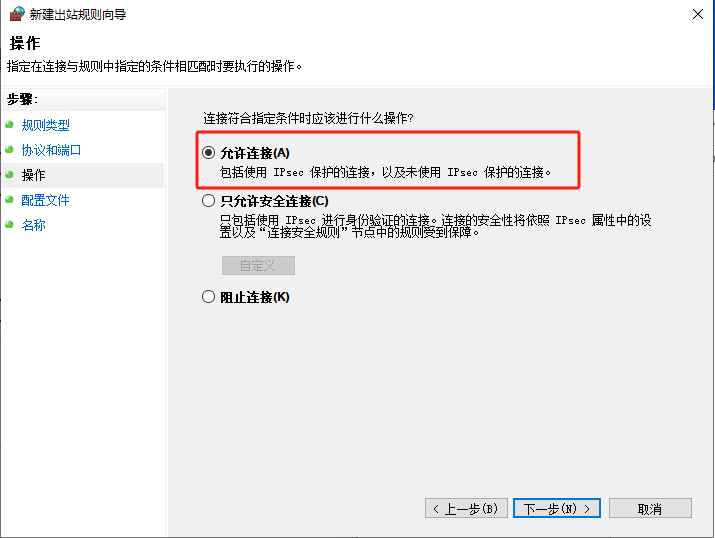 新建出站规则向导
操作
指定在连接与规则中指定的条件相匹配时要执行的操作。
步骤:
规则类型
协议和端口
操作
配置文件
名称
连接符合指定条件时应该进行什么操作?
允许连接(A)
包括使用 IPsec 保护的连接，以及未使用 IPsec 保护的连接。
只允许安全连接(C)
只包括使用 IPsec 进行身份验证的连接。连接的安全性将依照 IPsec 属性中的设
置以及“连接安全规则”节点中的规则受到保障。
自定义
阻止连接(K)
< 上一步(B)
下一步(N) >
取消